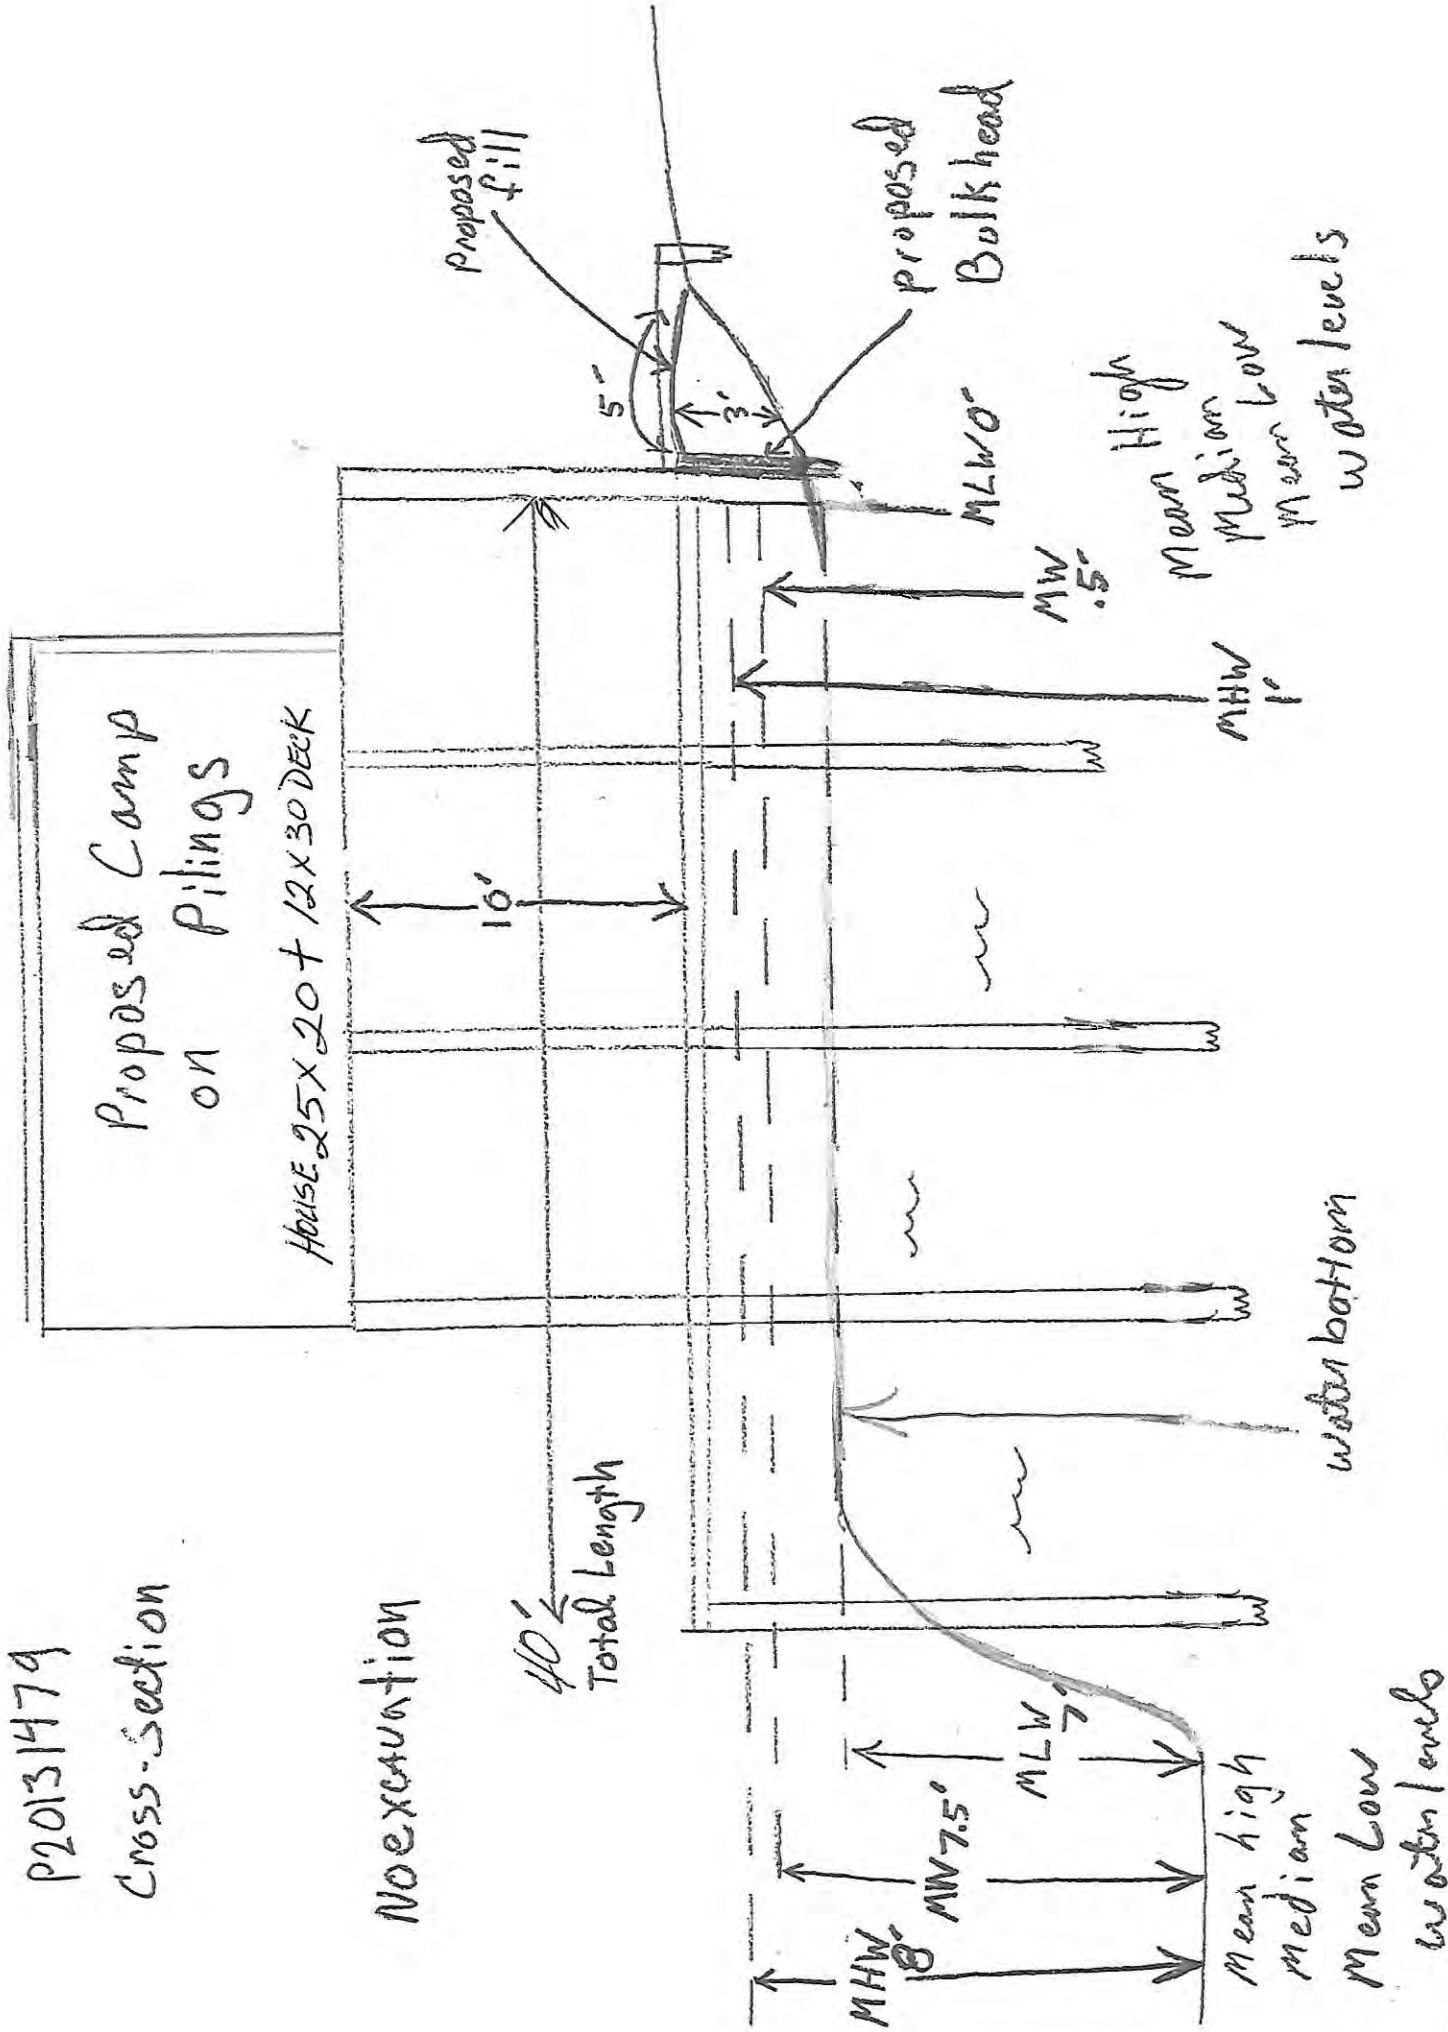 P20131479
Cross-Section
No excavation
Proposed Camp
on Pilings
HOUSE 25X20 + 12X30 DECK
40'
Total Length
10'
5'
3'
Proposed
fill
proposed
Bulkhead
MHW
8'
MW 7.5'
MLW
7'
Mean high
Median
Mean Low
water levels
water bottom
MHW
1'
MW
.5'
MLW 0'
Mean High
Median
Mean Low
water levels